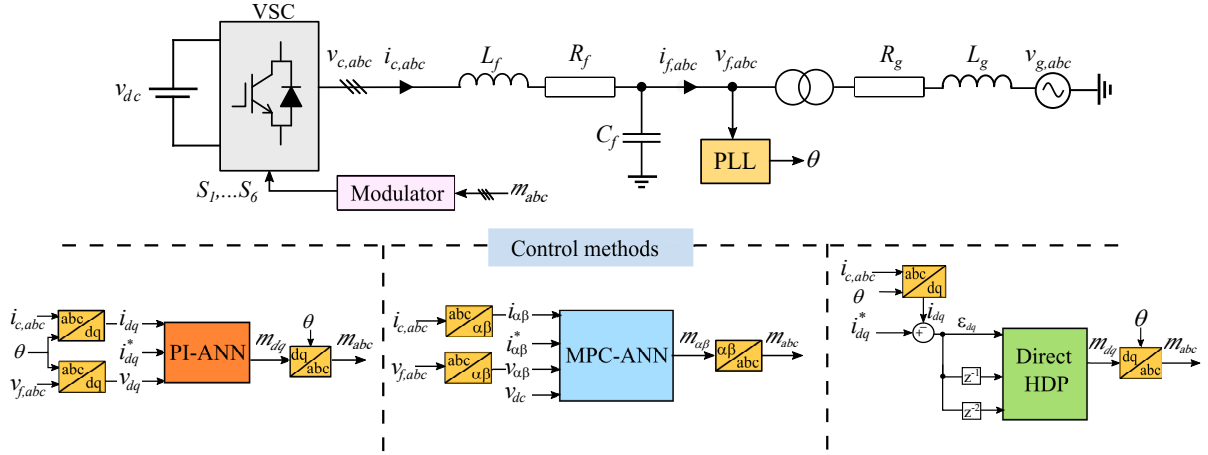 VSC
v_dc
v_c,abc
i_c,abc
L_f
R_f
i_f,abc
v_f,abc
R_g
L_g
v_g,abc
C_f
PLL
θ
S_1,...S_6
Modulator
m_abc
Control methods
i_c,abc
θ
v_f,abc
abc
dq
abc
dq
i_dq
i*_dq
v_dq
PI-ANN
m_dq
θ
dq
abc
m_abc
i_c,abc
v_f,abc
abc
αβ
abc
αβ
i_αβ
i*_αβ
v_αβ
v_dc
MPC-ANN
m_αβ
αβ
abc
m_abc
i_c,abc
θ
i*_dq
abc
dq
i_dq
+
−
ε_dq
z^-1
z^-2
Direct
HDP
m_dq
θ
dq
abc
m_abc